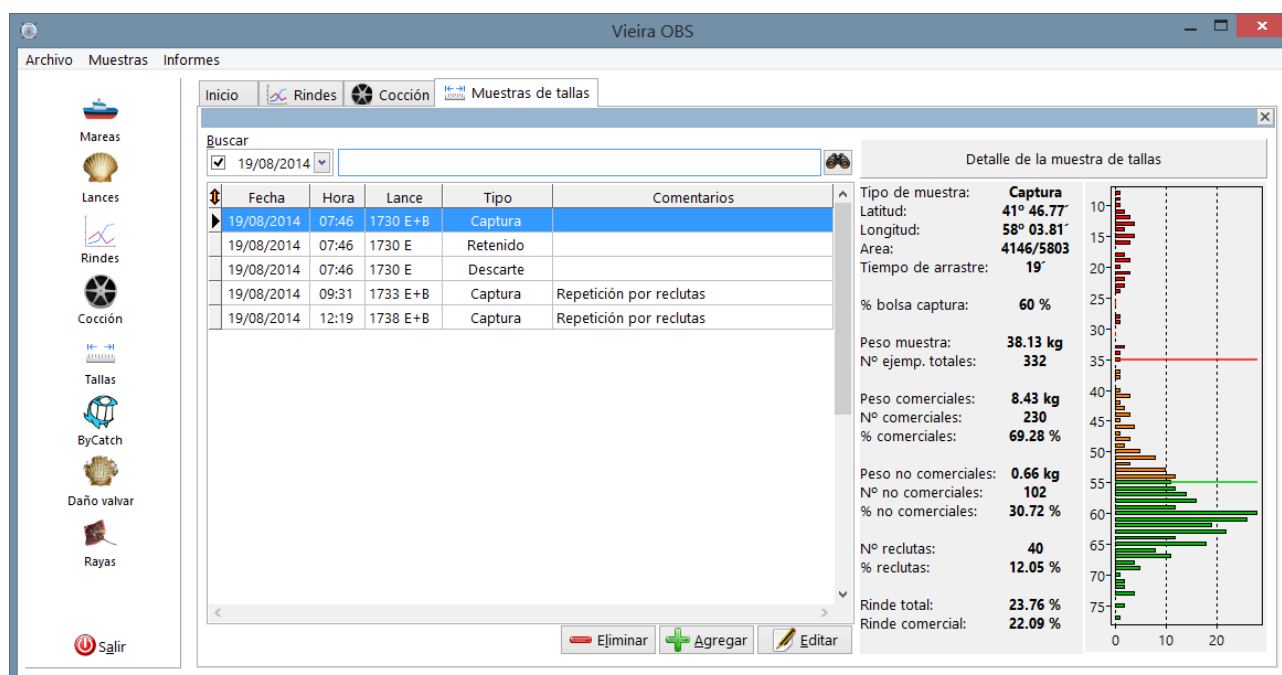 Vieira OBS
Archivo Muestras Informes
Mareas
Lances
Rindes
Cocción
Tallas
ByCatch
Daño valvar
Rayas
Salir
Inicio Rindes Cocción Muestras de tallas
Buscar
19/08/2014
Fecha Hora Lance Tipo Comentarios
19/08/2014 07:46 1730 E+B Captura
19/08/2014 07:46 1730 E Retenido
19/08/2014 07:46 1730 E Descarte
19/08/2014 09:31 1733 E+B Captura Repetición por reclutas
19/08/2014 12:19 1738 E+B Captura Repetición por reclutas
Eliminar Agregar Editar
Detalle de la muestra de tallas
Tipo de muestra: Captura
Latitud: 41º 46.77´
Longitud: 58º 03.81´
Area: 4146/5803
Tiempo de arrastre: 19´
% bolsa captura: 60 %
Peso muestra: 38.13 kg
Nº ejemp. totales: 332
Peso comerciales: 8.43 kg
Nº comerciales: 230
% comerciales: 69.28 %
Peso no comerciales: 0.66 kg
Nº no comerciales: 102
% no comerciales: 30.72 %
Nº reclutas: 40
% reclutas: 12.05 %
Rinde total: 23.76 %
Rinde comercial: 22.09 %
10
15
20
25
30
35
40
45
50
55
60
65
70
75
0 10 20